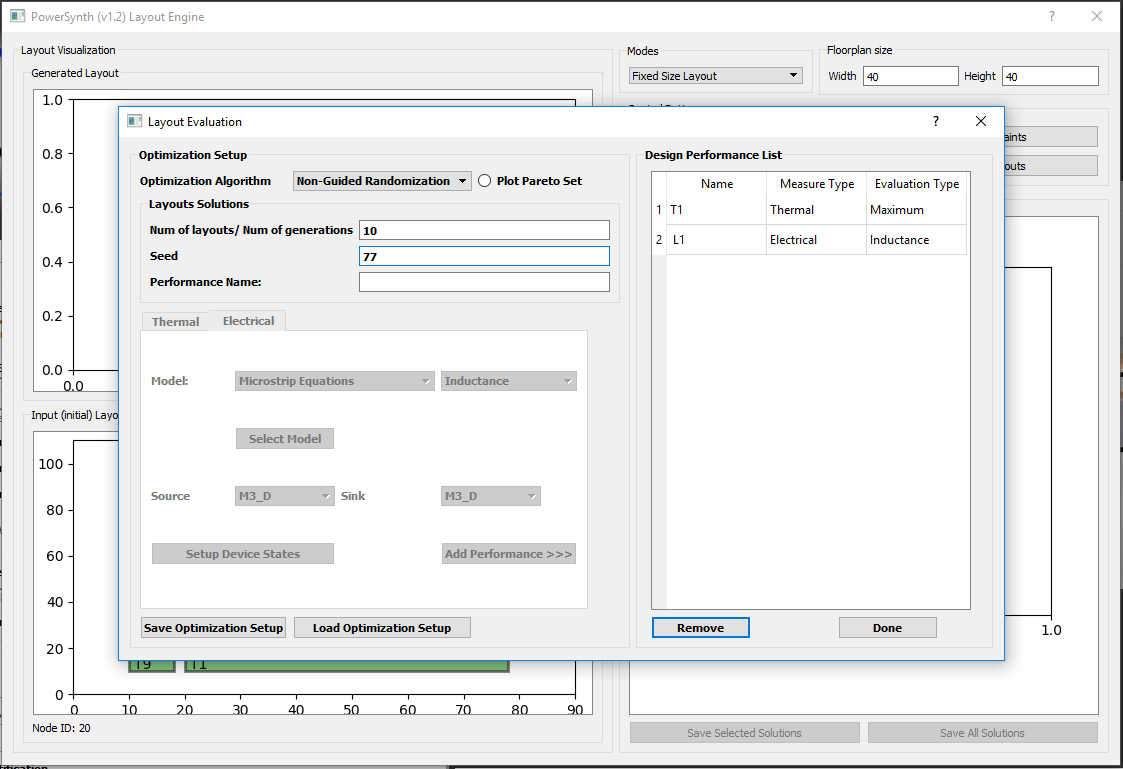 PowerSynth (v1.2) Layout Engine
?
Layout Visualization
Generated Layout
1.0
0.8
0.6
0.4
0.2
0.0
0.0
Input (initial) Layo
100
80
60
40
20
0
0 10 20 30 40 50 60 70 80 90
T9 T1
Node ID: 20
Modes
Fixed Size Layout
Floorplan size
Width 40 Height 40
aints
outs
1.0
Save Selected Solutions Save All Solutions
Layout Evaluation
?
Optimization Setup
Optimization Algorithm Non-Guided Randomization Plot Pareto Set
Layouts Solutions
Num of layouts/ Num of generations 10
Seed 77
Performance Name:
Thermal Electrical
Model: Microstrip Equations Inductance
Select Model
Source M3_D Sink M3_D
Setup Device States Add Performance >>>
Save Optimization Setup Load Optimization Setup
Design Performance List
Name Measure Type Evaluation Type
1 T1 Thermal Maximum
2 L1 Electrical Inductance
Remove Done